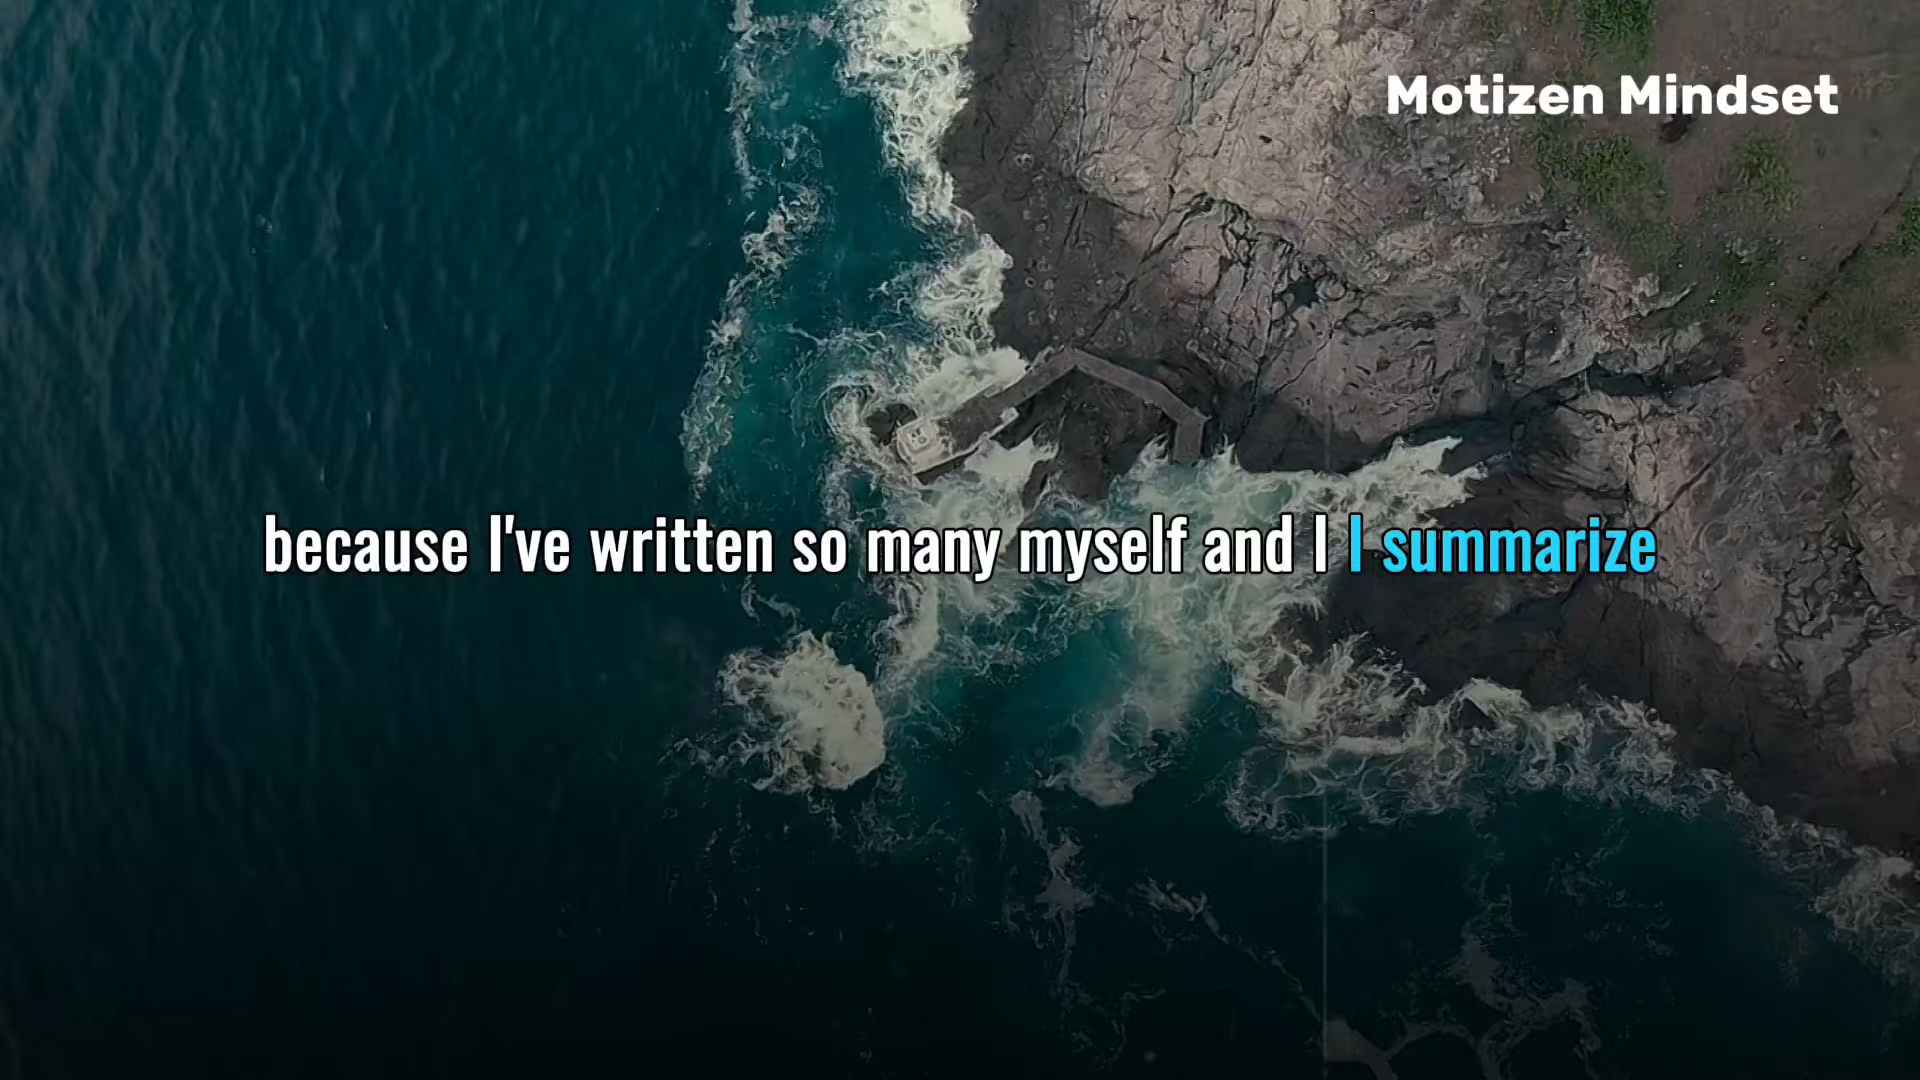 Motizen Mindset
because I've written so many myself and I I summarize